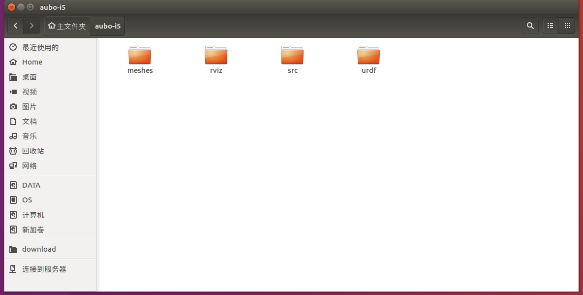 aubo-i5
主文件夹 aubo-i5
最近使用的
Home
桌面
视频
图片
文档
音乐
回收站
网络
DATA
OS
计算机
新加卷
download
连接到服务器
meshes rviz src urdf